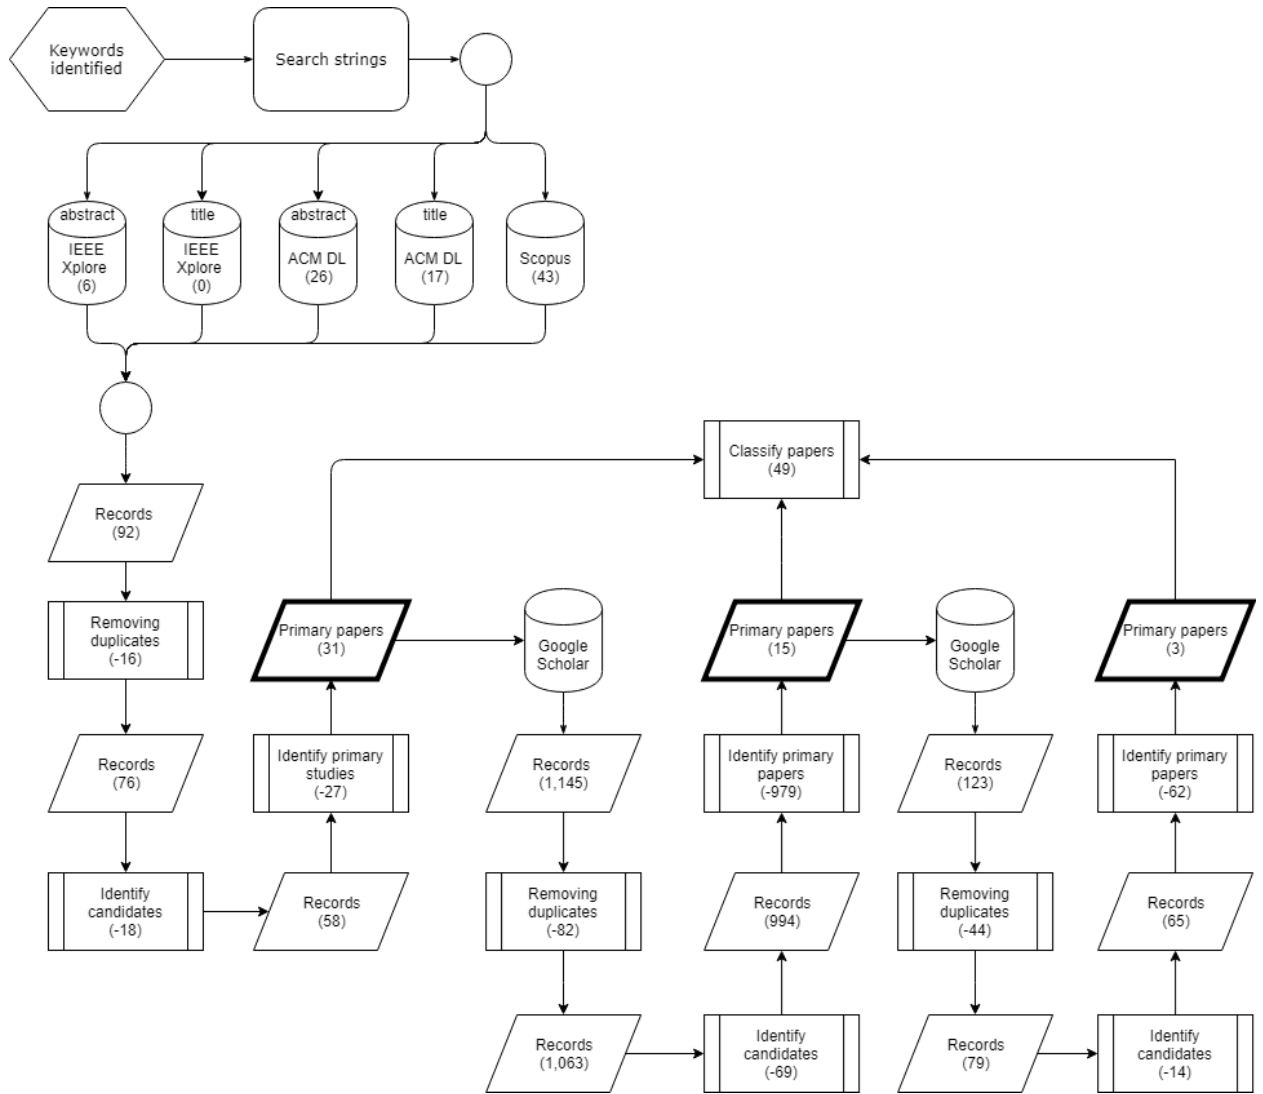 Keywords
identified
Search strings
abstract
IEEE
Xplore
(6)
title
IEEE
Xplore
(0)
abstract
ACM DL
(26)
title
ACM DL
(17)
Scopus
(43)
Records
(92)
Removing
duplicates
(-16)
Records
(76)
Identify
candidates
(-18)
Records
(58)
Identify primary
studies
(-27)
Primary papers
(31)
Classify papers
(49)
Google
Scholar
Records
(1,145)
Removing
duplicates
(-82)
Records
(1,063)
Identify
candidates
(-69)
Records
(994)
Identify primary
papers
(-979)
Primary papers
(15)
Google
Scholar
Records
(123)
Removing
duplicates
(-44)
Records
(79)
Identify
candidates
(-14)
Records
(65)
Identify primary
papers
(-62)
Primary papers
(3)